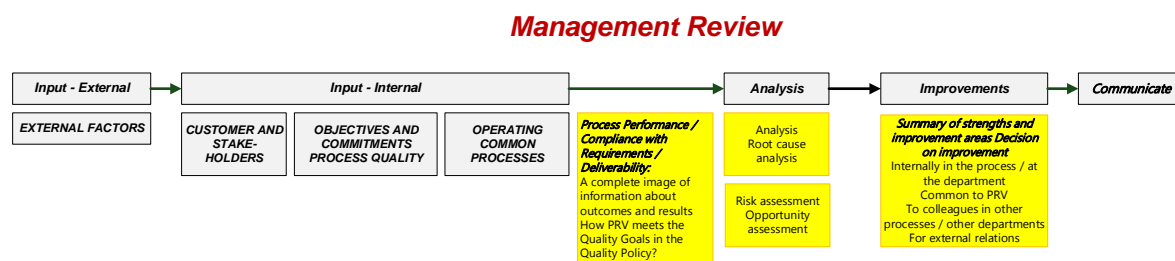 Management Review
Input - External
Input - Internal
Analysis
Improvements
Communicate
EXTERNAL FACTORS
CUSTOMER AND
STAKE-
HOLDERS
OBJECTIVES AND
COMMITMENTS
PROCESS QUALITY
OPERATING
COMMON
PROCESSES
Process Performance /
Compliance with
Requirements /
Deliverability:
A complete image of
information about
outcomes and results
How PRV meets the
Quality Goals in the
Quality Policy?
Analysis
Root cause
analysis
Risk assessment
Opportunity
assessment
Summary of strengths and
improvement areas Decision
on improvement
Internally in the process / at
the department
Common to PRV
To colleagues in other
processes / other departments
For external relations